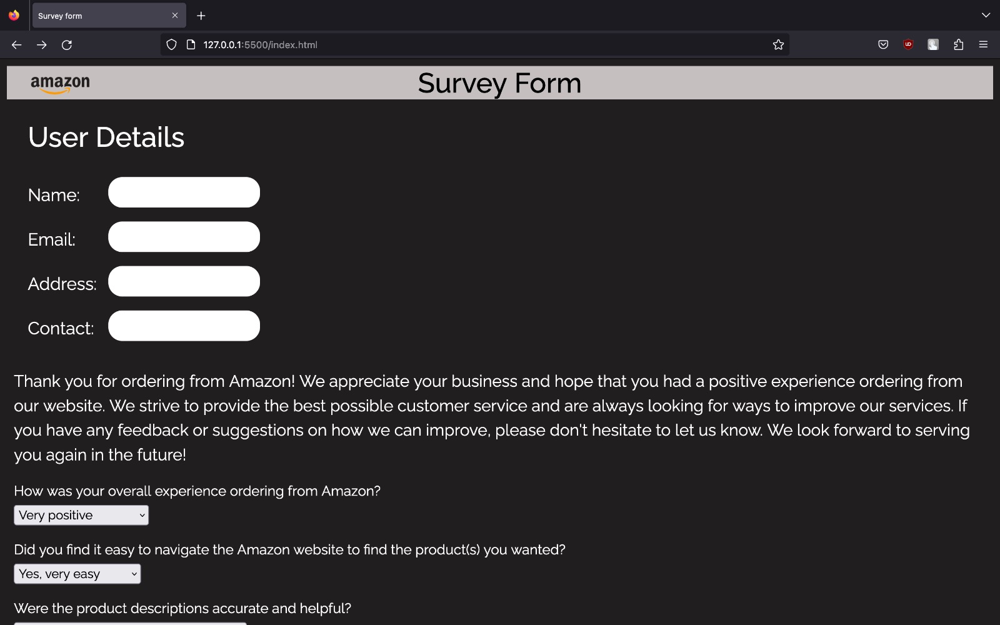 Survey form
127.0.0.1:5500/index.html
amazon
Survey Form
User Details
Name:
Email:
Address:
Contact:
Thank you for ordering from Amazon! We appreciate your business and hope that you had a positive experience ordering from
our website. We strive to provide the best possible customer service and are always looking for ways to improve our services. If
you have any feedback or suggestions on how we can improve, please don't hesitate to let us know. We look forward to serving
you again in the future!
How was your overall experience ordering from Amazon?
Very positive
Did you find it easy to navigate the Amazon website to find the product(s) you wanted?
Yes, very easy
Were the product descriptions accurate and helpful?